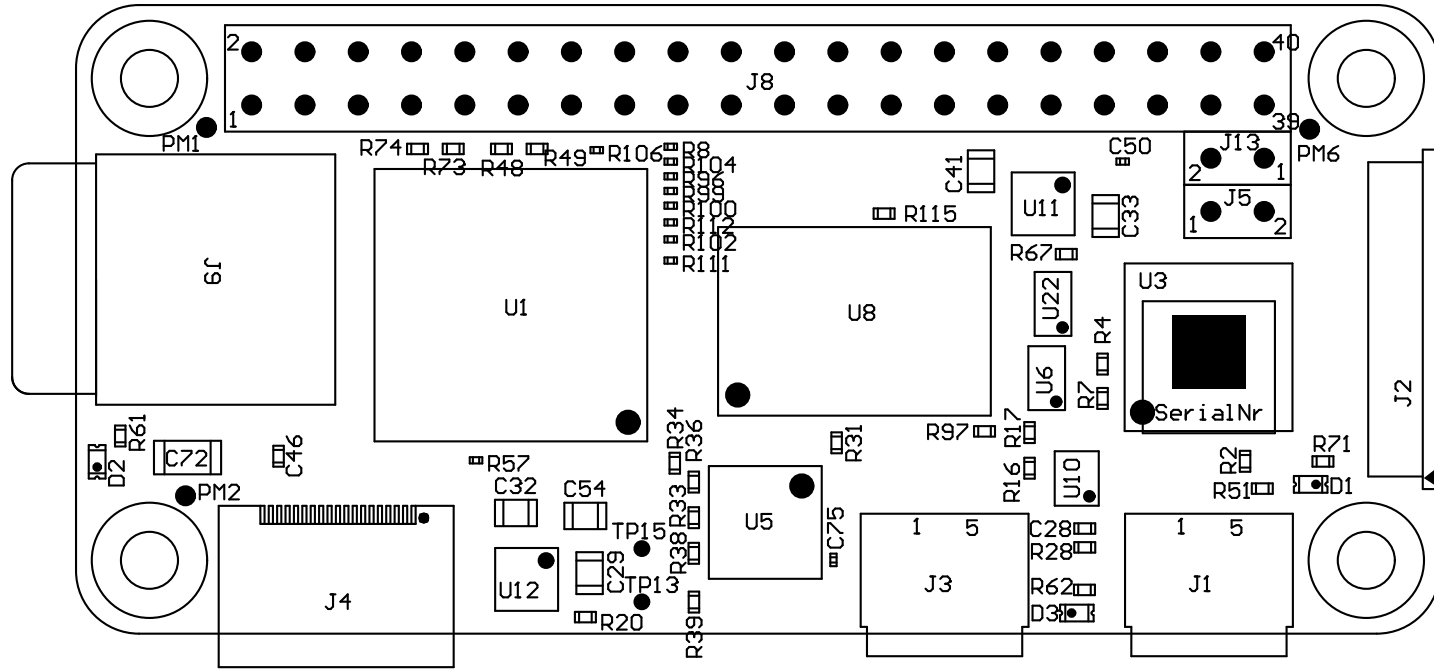 2
40
J8
1
39
PM1
R74
R73
R48
R49
R106
R8
R104
R96
R99
R100
R112
R102
R111
C41
C50
J13
PM6
2
1
U11
C33
J5
1
2
R115
R67
J9
U1
U8
U22
U3
R4
U6
R7
SerialNr
J2
R61
C72
C46
D2
R57
R34
R36
R31
R97
R17
R16
U10
R2
R71
R51
D1
PM2
C32
C54
R33
U5
C75
TP15
R38
C29
TP13
U12
R20
R39
J4
1
5
J3
C28
R28
R62
D3
1
5
J1